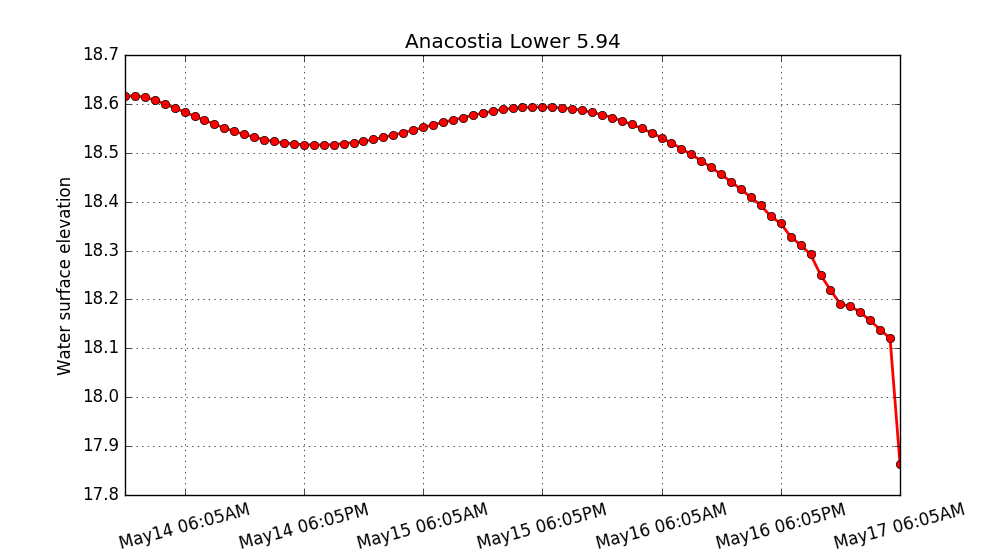 Anacostia Lower 5.94
Water surface elevation
18.7
18.6
18.5
18.4
18.3
18.2
18.1
18.0
17.9
17.8
May14 06:05AM
May14 06:05PM
May15 06:05AM
May15 06:05PM
May16 06:05AM
May16 06:05PM
May17 06:05AM